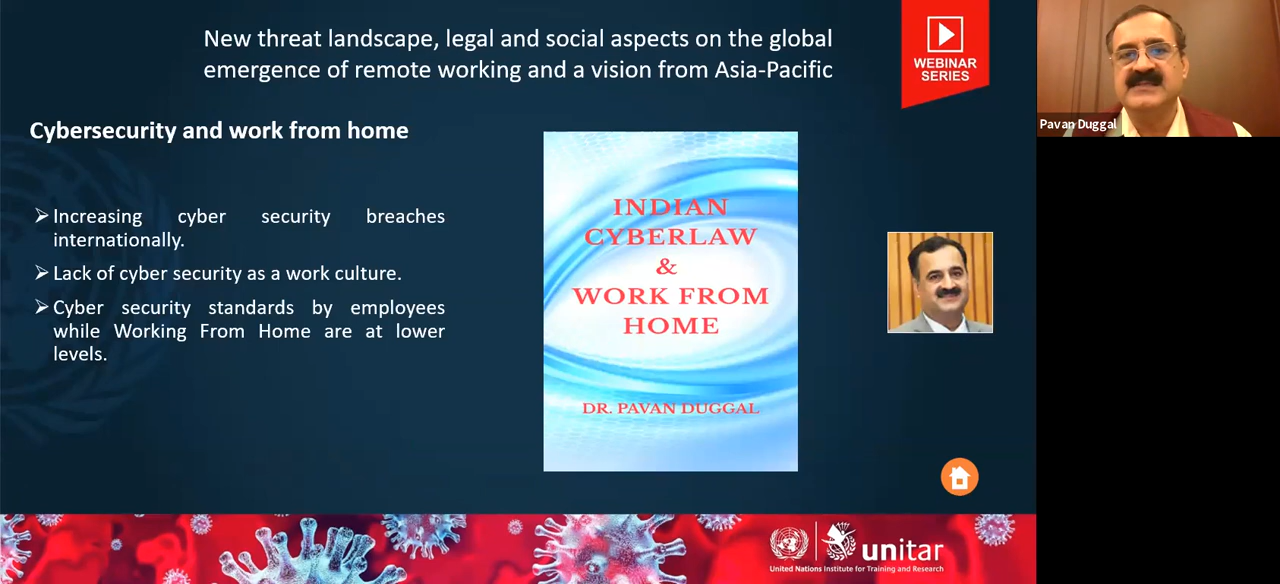 New threat landscape, legal and social aspects on the global
emergence of remote working and a vision from Asia-Pacific
WEBINAR
SERIES
Pavan Duggal
Cybersecurity and work from home
Increasing cyber security breaches
internationally.
Lack of cyber security as a work culture.
Cyber security standards by employees
while Working From Home are at lower
levels.
INDIAN
CYBERLAW
&
WORK FROM
HOME
DR. PAVAN DUGGAL
unitar
United Nations Institute for Training and Research